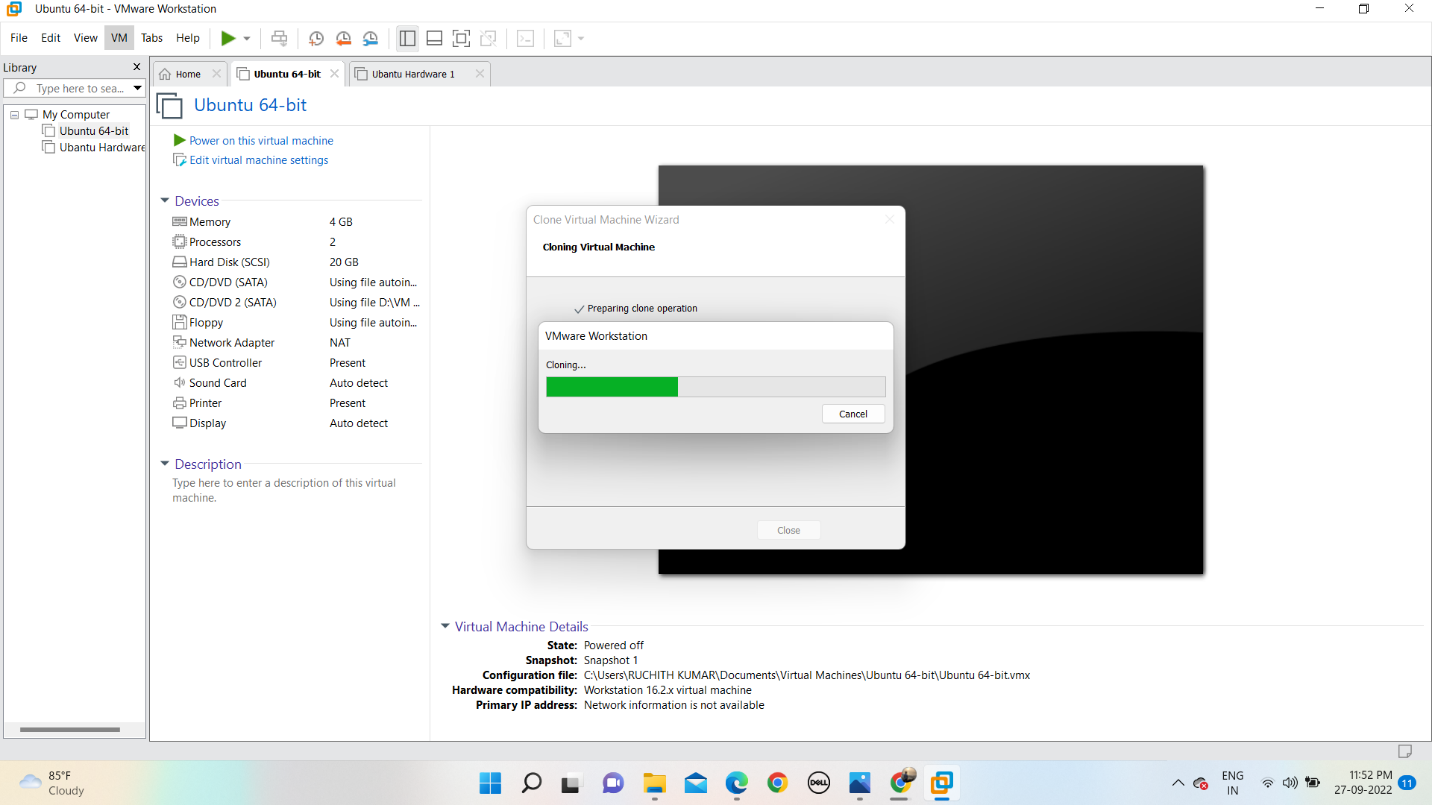 Ubuntu 64-bit - VMware Workstation
File Edit View VM Tabs Help
Library
Type here to sea...
My Computer
Ubuntu 64-bit
Ubantu Hardware
Home
Ubuntu 64-bit
Ubantu Hardware 1
Ubuntu 64-bit
Power on this virtual machine
Edit virtual machine settings
Devices
Memory 4 GB
Processors 2
Hard Disk (SCSI) 20 GB
CD/DVD (SATA) Using file autoin...
CD/DVD 2 (SATA) Using file D:\VM ...
Floppy Using file autoin...
Network Adapter NAT
USB Controller Present
Sound Card Auto detect
Printer Present
Display Auto detect
Description
Type here to enter a description of this virtual
machine.
Clone Virtual Machine Wizard
Cloning Virtual Machine
Preparing clone operation
VMware Workstation
Cloning...
Cancel
Close
Virtual Machine Details
State: Powered off
Snapshot: Snapshot 1
Configuration file: C:\Users\RUCHITH KUMAR\Documents\Virtual Machines\Ubuntu 64-bit\Ubuntu 64-bit.vmx
Hardware compatibility: Workstation 16.2.x virtual machine
Primary IP address: Network information is not available
85°F
Cloudy
DELL
ENG
IN
11:52 PM
27-09-2022
11